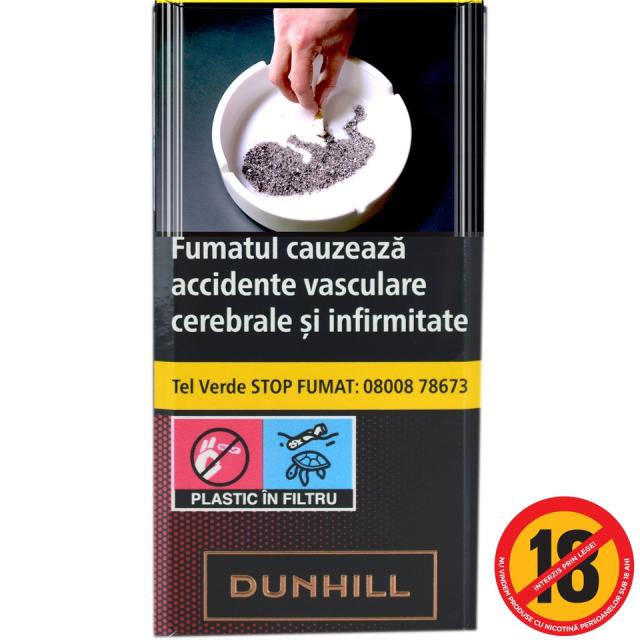 Fumatul cauzează
accidente vasculare
cerebrale și infirmitate
Tel Verde STOP FUMAT: 08008 78673
PLASTIC ÎN FILTRU
DUNHILL
18
INTERZIS PRIN LEGE!
NU VINDEM PRODUSE CU NICOTINĂ PERSOANELOR SUB 18 ANI